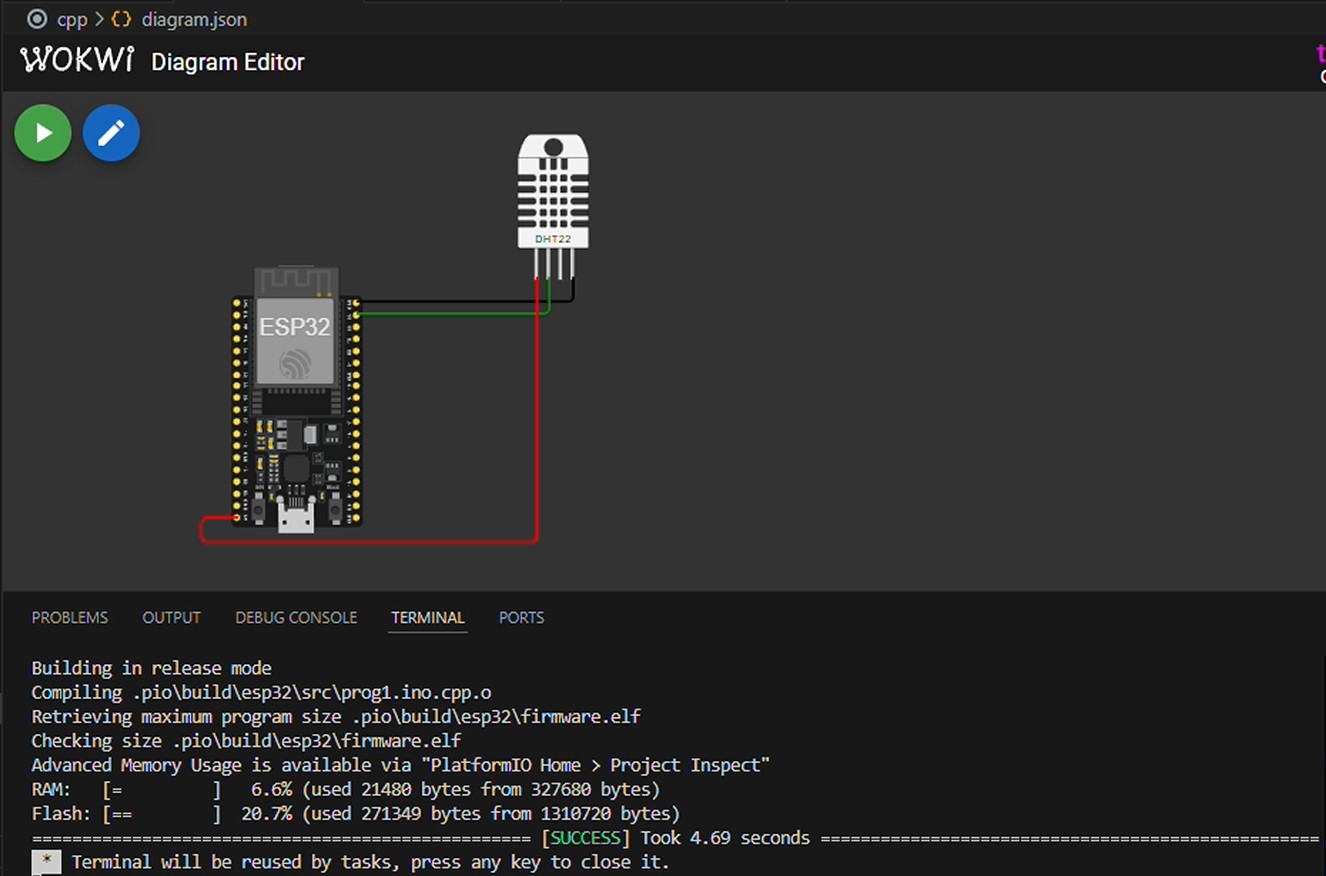 cpp > {} diagram.json
WOKWI Diagram Editor
DHT22
ESP32
PROBLEMS OUTPUT DEBUG CONSOLE TERMINAL PORTS
Building in release mode
Compiling .pio\build\esp32\src\prog1.ino.cpp.o
Retrieving maximum program size .pio\build\esp32\firmware.elf
Checking size .pio\build\esp32\firmware.elf
Advanced Memory Usage is available via "PlatformIO Home > Project Inspect"
RAM:   [=         ]   6.6% (used 21480 bytes from 327680 bytes)
Flash: [==        ]  20.7% (used 271349 bytes from 1310720 bytes)
================================================== [SUCCESS] Took 4.69 seconds ==================================================
* Terminal will be reused by tasks, press any key to close it.